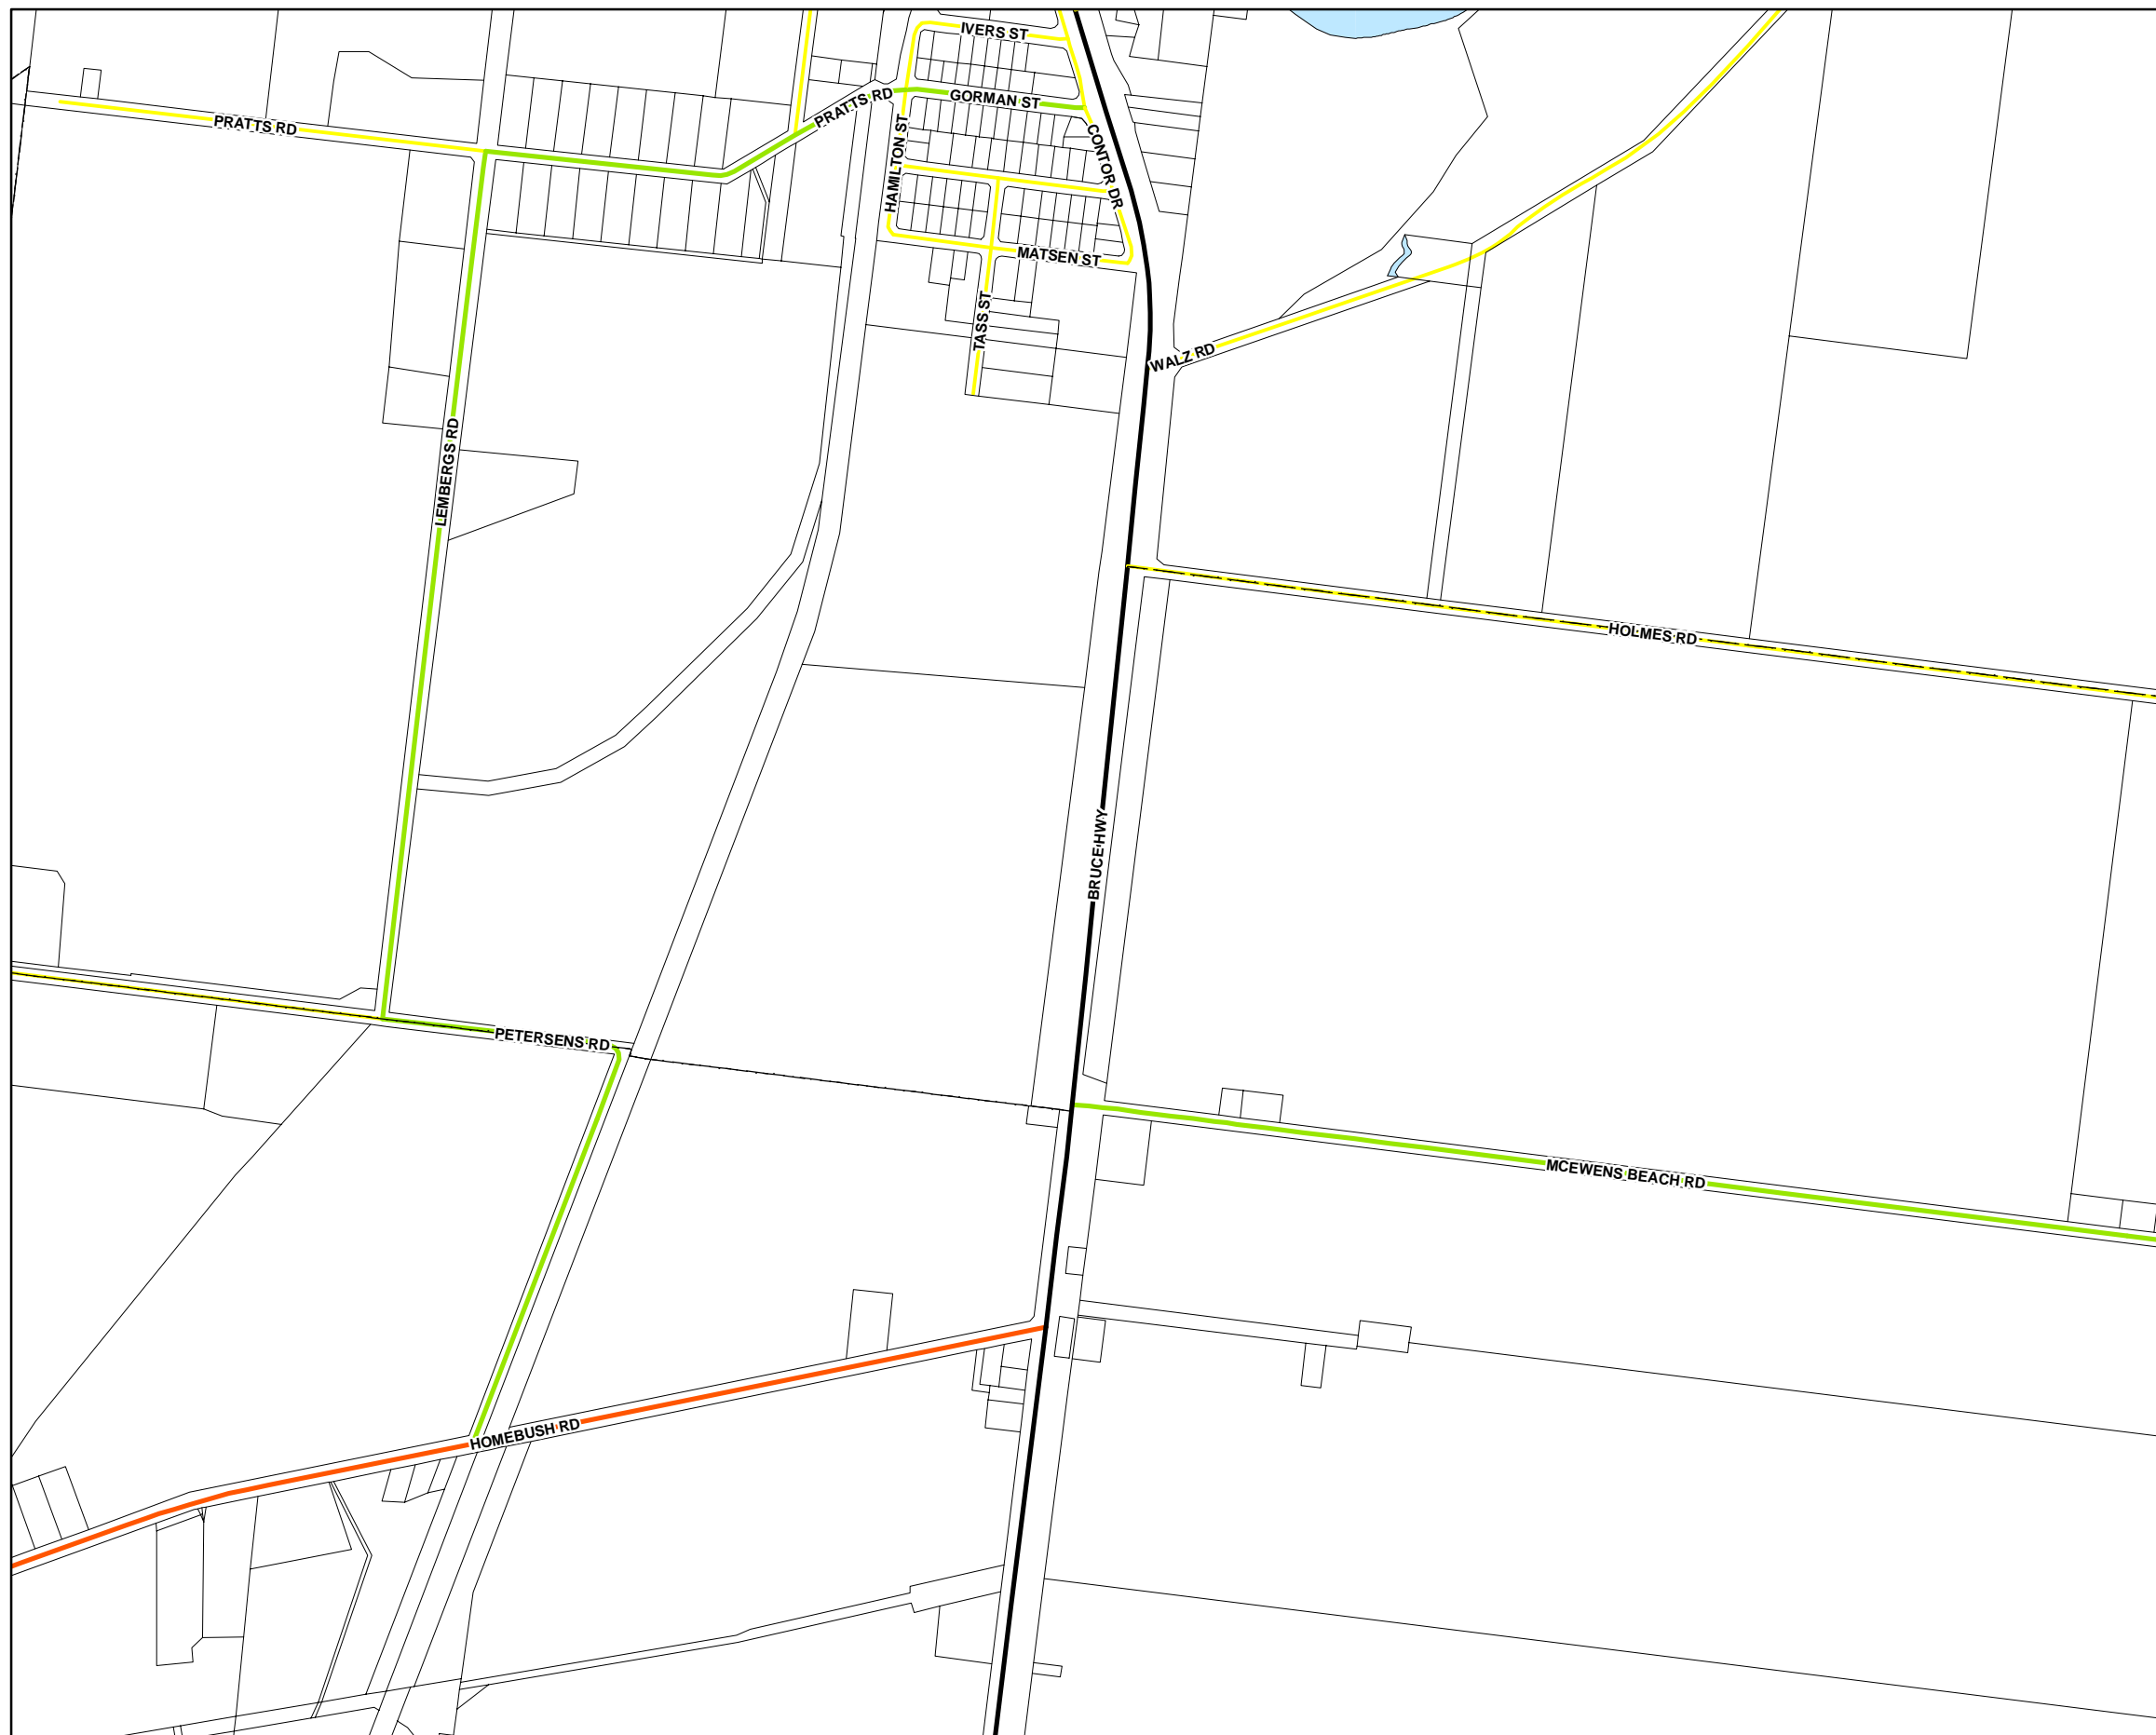 IVERS ST
GORMAN ST
PRATTS RD
PRATTS RD
HAMILTON ST
CONTOR DR
MATSEN ST
TASS ST
WALZ RD
LEMBERGS RD
HOLMES RD
BRUCE HWY
PETERSENS RD
MCEWENS BEACH RD
HOMEBUSH RD